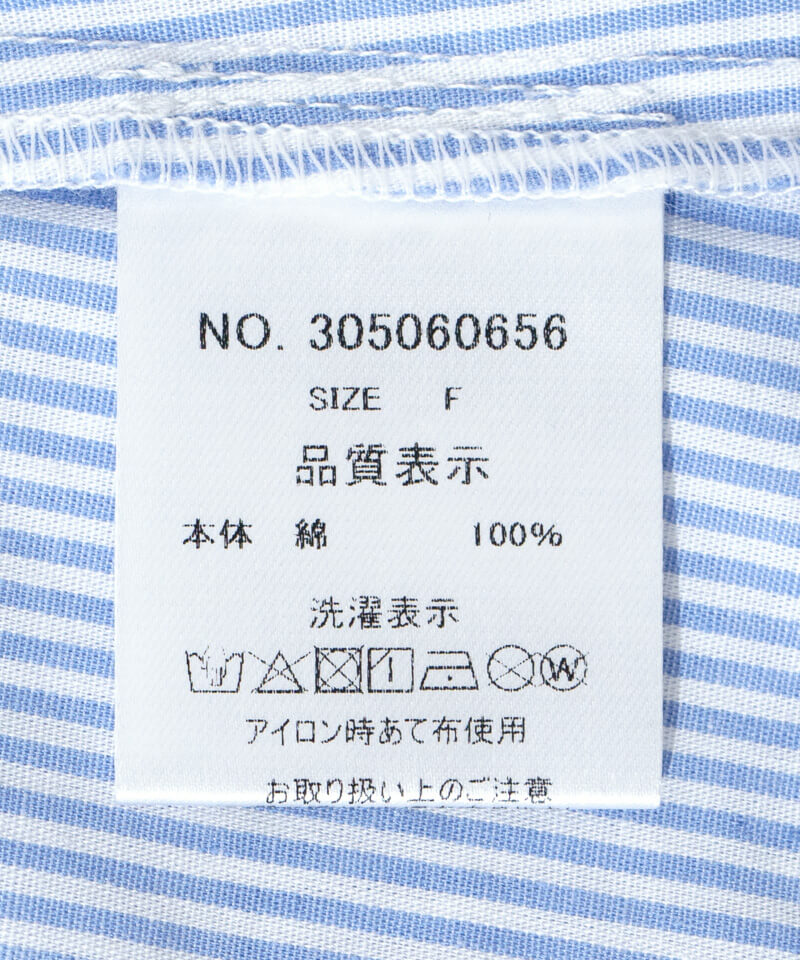 NO. 305060656
SIZE F
品質表示
本体 綿 100%
洗濯表示
W
アイロン時あて布使用
お取り扱い上のご注意